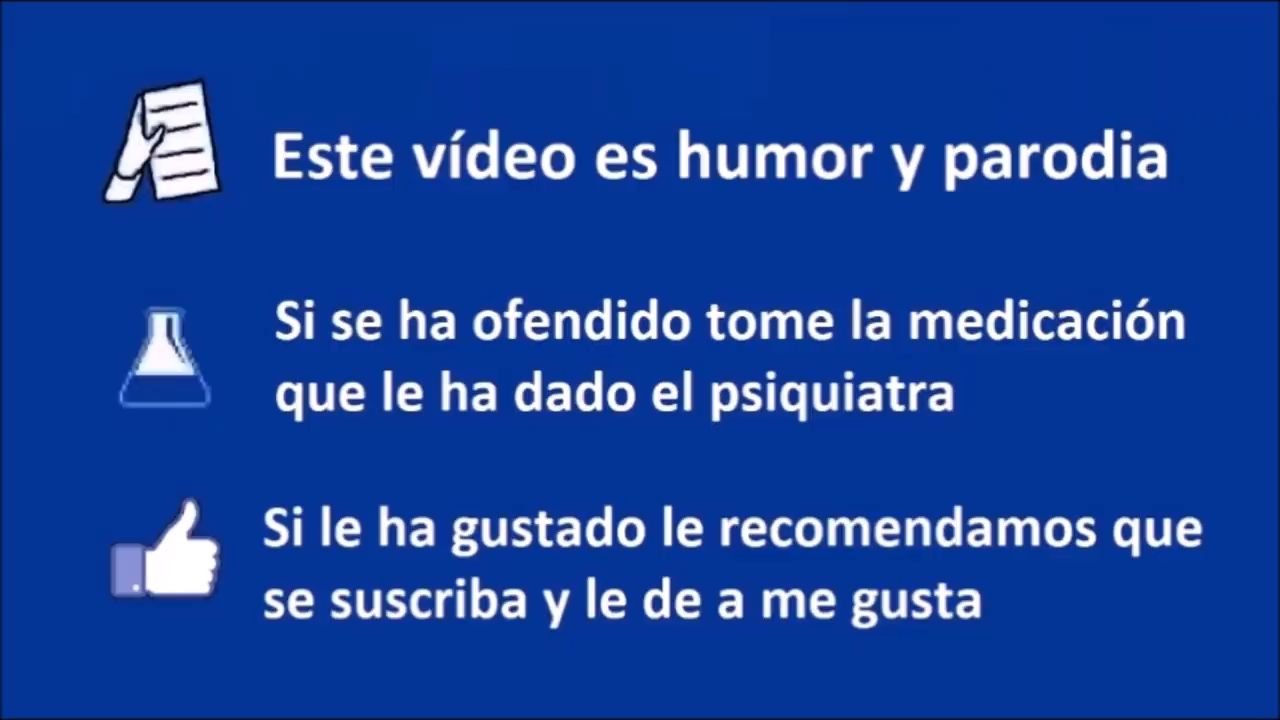 Este vídeo es humor y parodia
Si se ha ofendido tome la medicación
que le ha dado el psiquiatra
Si le ha gustado le recomendamos que
se suscriba y le de a me gusta